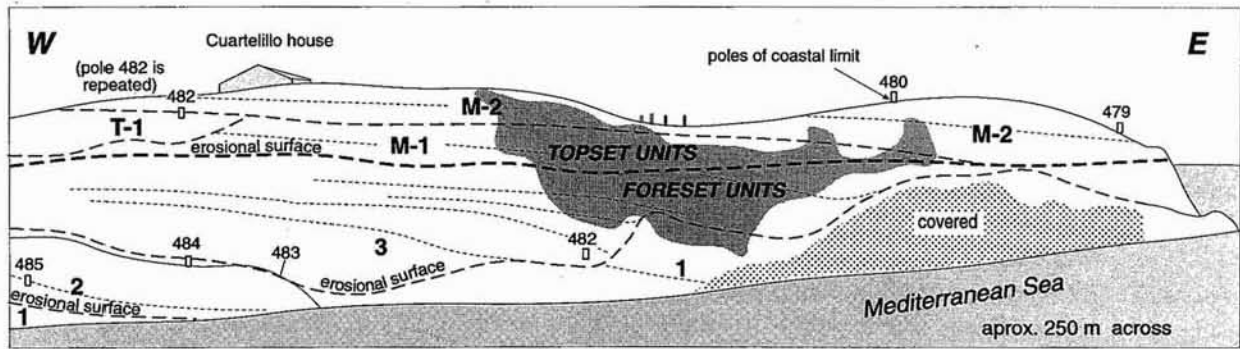 W
Cuartelillo house
E
(pole 482 is
repeated)
poles of coastal limit
480
482
479
M-2
T-1
M-2
erosional surface
M-1
TOPSET UNITS
FORESET UNITS
covered
484
483
3
482
485
2
erosional surface
1
erosional surface
1
Mediterranean Sea
aprox. 250 m across